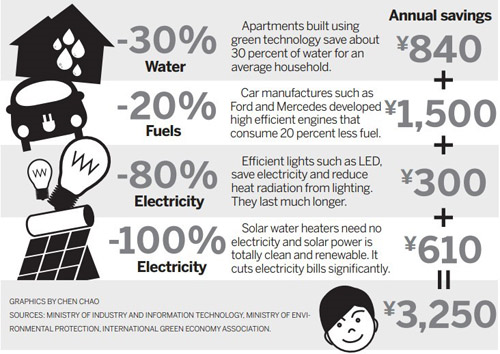 Annual savings
-30%
Water
Apartments built using
green technology save about
30 percent of water for an
average household.
¥840
+
-20%
Fuels
Car manufactures such as
Ford and Mercedes developed
high efficient engines that
consume 20 percent less fuel.
¥1,500
+
-80%
Electricity
Efficient lights such as LED,
save electricity and reduce
heat radiation from lighting.
They last much longer.
¥300
+
-100%
Electricity
Solar water heaters need no
electricity and solar power is
totally clean and renewable. It
cuts electricity bills significantly.
¥610
=
¥3,250
GRAPHICS BY CHEN CHAO
SOURCES: MINISTRY OF INDUSTRY AND INFORMATION TECHNOLOGY, MINISTRY OF ENVI-
RONMENTAL PROTECTION, INTERNATIONAL GREEN ECONOMY ASSOCIATION.